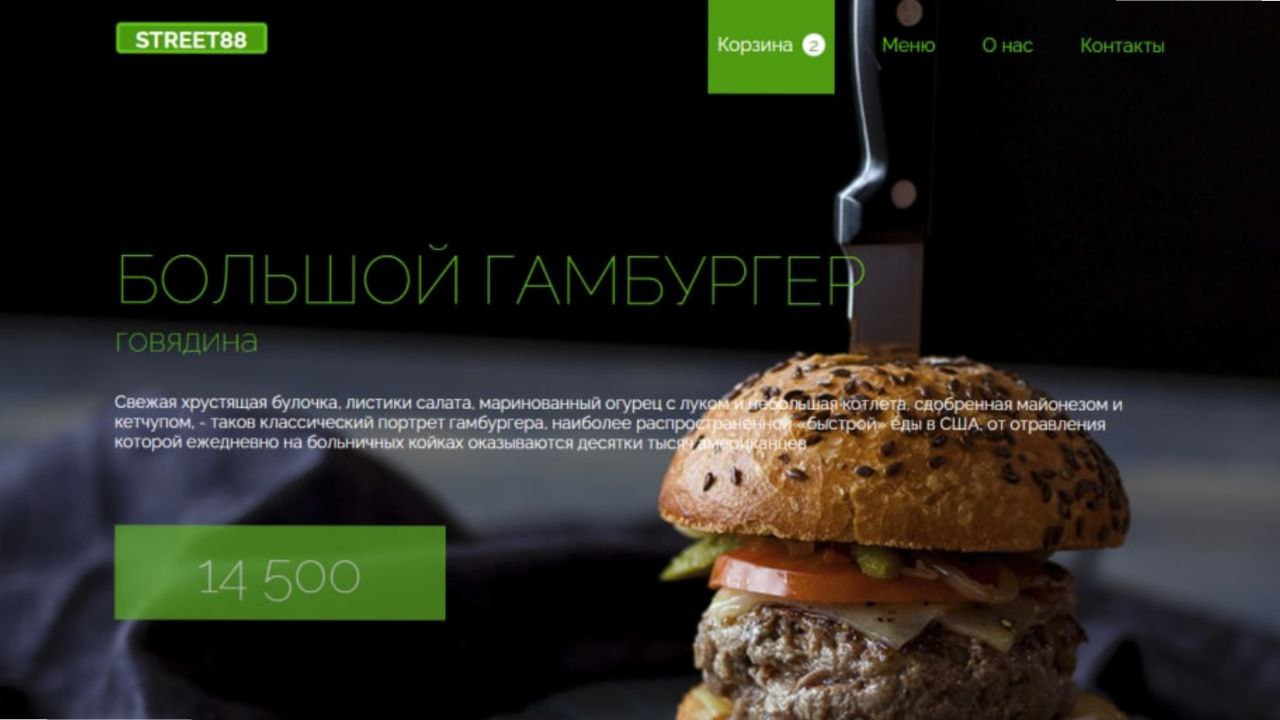 STREET88
Корзина 2
Меню
О нас
Контакты
БОЛЬШОЙ ГАМБУРГЕР
говядина
Свежая хрустящая булочка, листики салата, маринованный огурец с луком и небольшая котлета, сдобренная майонезом и
кетчупом, - таков классический портрет гамбургера, наиболее распространенной «быстрой» еды в США, от отравления
которой ежедневно на больничных койках оказываются десятки тысяч американцев
14 500